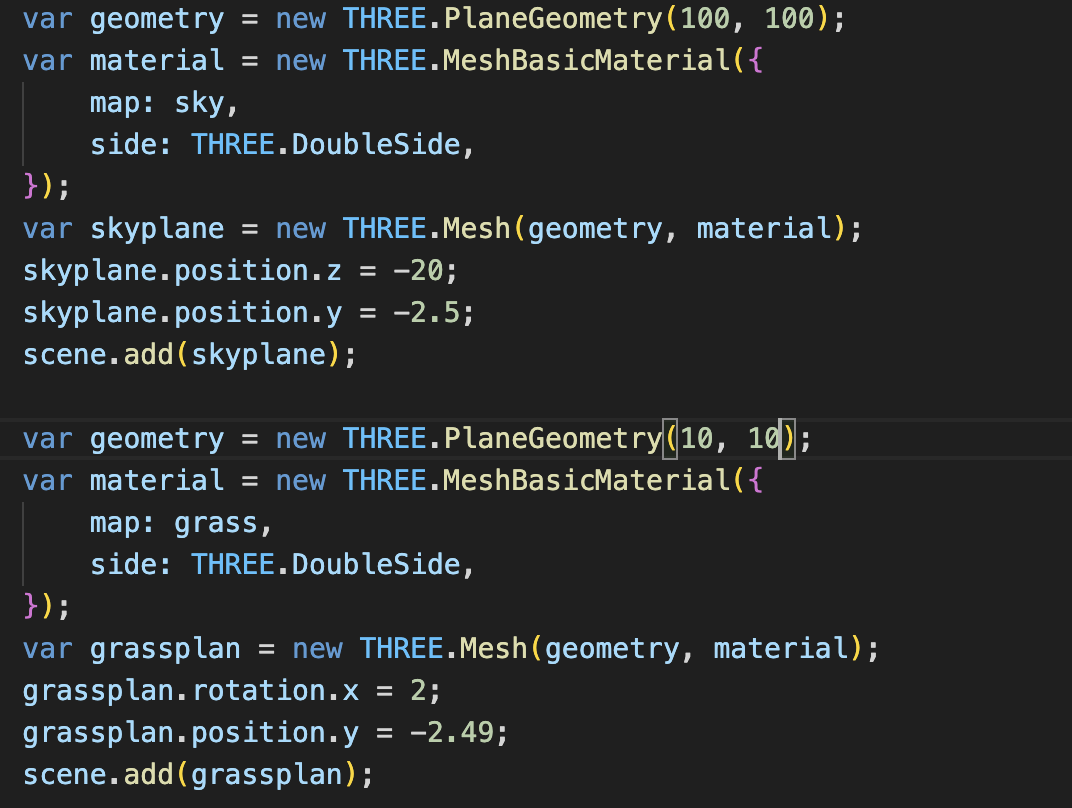 var geometry = new THREE.PlaneGeometry(100, 100);
var material = new THREE.MeshBasicMaterial({
    map: sky,
    side: THREE.DoubleSide,
});
var skyplane = new THREE.Mesh(geometry, material);
skyplane.position.z = -20;
skyplane.position.y = -2.5;
scene.add(skyplane);

var geometry = new THREE.PlaneGeometry(10, 10);
var material = new THREE.MeshBasicMaterial({
    map: grass,
    side: THREE.DoubleSide,
});
var grassplan = new THREE.Mesh(geometry, material);
grassplan.rotation.x = 2;
grassplan.position.y = -2.49;
scene.add(grassplan);